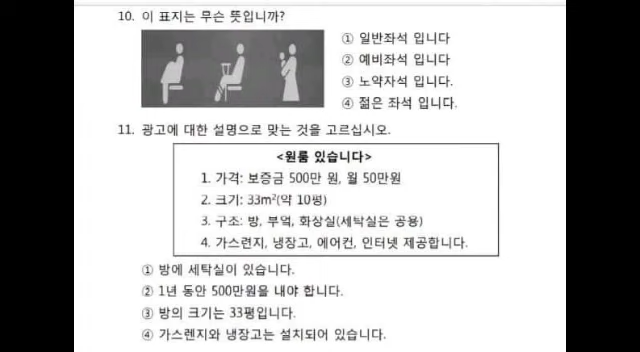 10. 이 표지는 무슨 뜻입니까?
① 일반좌석 입니다
② 예비좌석 입니다
③ 노약자석 입니다.
④ 젊은 좌석 입니다.
11. 광고에 대한 설명으로 맞는 것을 고르십시오.
<원룸 있습니다>
1. 가격: 보증금 500만 원, 월 50만원
2. 크기: 33m²(약 10평)
3. 구조: 방, 부엌, 화상실(세탁실은 공용)
4. 가스런지, 냉장고, 에어컨, 인터넷 제공합니다.
① 방에 세탁실이 있습니다.
② 1년 동안 500만원을 내야 합니다.
③ 방의 크기는 33평입니다.
④ 가스렌지와 냉장고는 설치되어 있습니다.